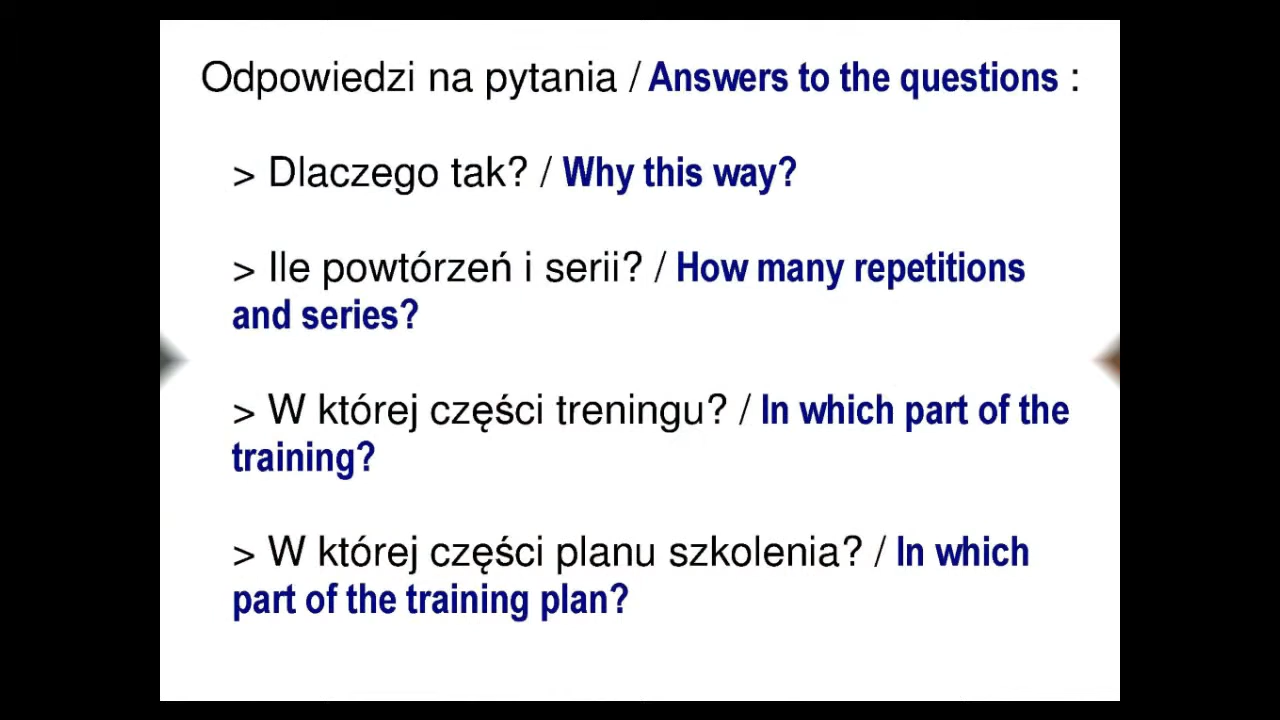 Odpowiedzi na pytania / Answers to the questions :
> Dlaczego tak? / Why this way?
> Ile powtórzeń i serii? / How many repetitions
and series?
> W której części treningu? / In which part of the
training?
> W której części planu szkolenia? / In which
part of the training plan?